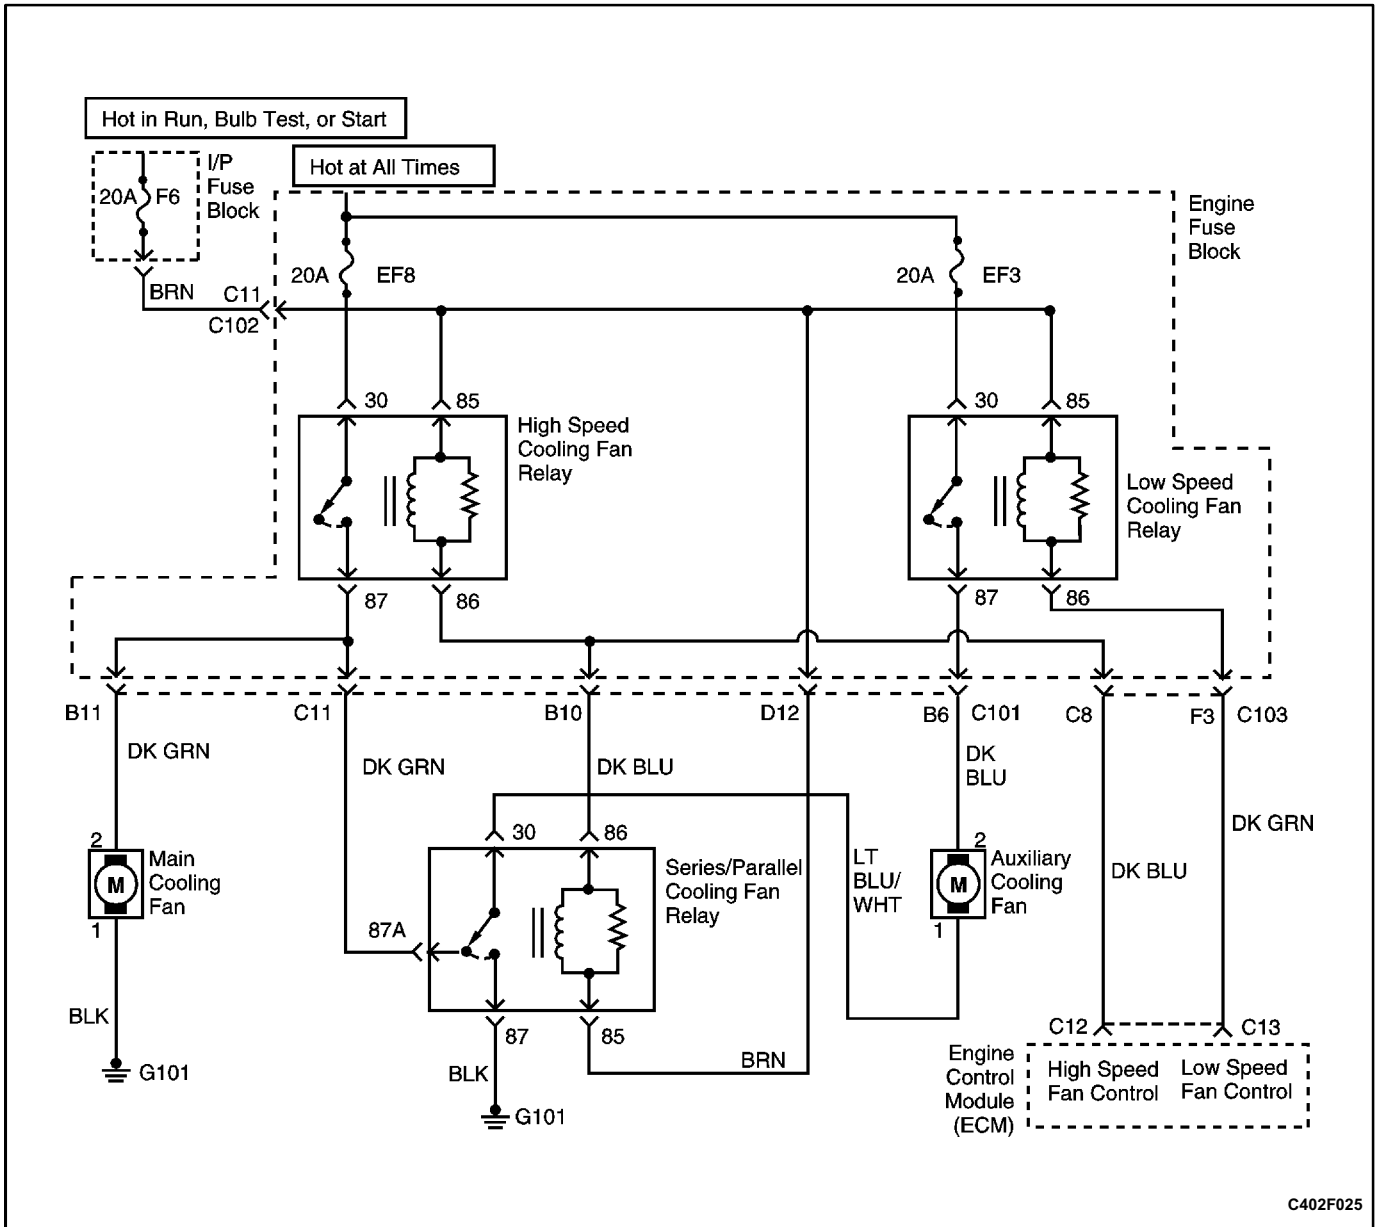 Hot in Run, Bulb Test, or Start
Hot at All Times
I/P
Fuse
Block
20A F6
Engine
Fuse
Block
20A EF8
20A EF3
BRN
C11
C102
30 85
30 85
High Speed
Cooling Fan
Relay
Low Speed
Cooling Fan
Relay
87 86
87 86
B11 C11 B10 D12 B6 C101 C8 F3 C103
DK GRN
DK GRN
DK BLU
DK
BLU
DK GRN
30 86
2
Main
Cooling
Fan
M
1
Series/Parallel
Cooling Fan
Relay
LT
BLU/
WHT
2
Auxiliary
Cooling
Fan
M
1
DK BLU
87A
BLK
87 85
BRN
BLK
G101
G101
C12 C13
Engine
Control
Module
(ECM)
High Speed
Fan Control
Low Speed
Fan Control
C402F025